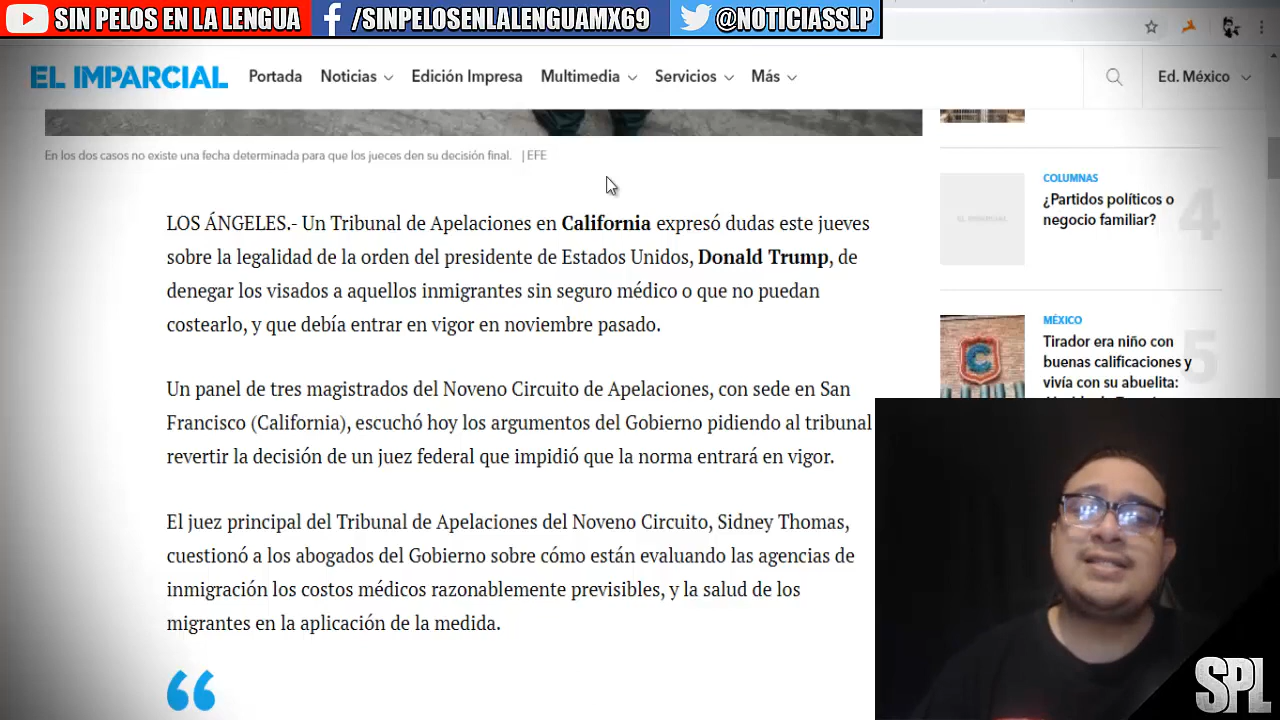 SIN PELOS EN LA LENGUA
/SINPELOSENLALENGUAMX69
@NOTICIASSLP
EL IMPARCIAL
Portada
Noticias
Edición Impresa
Multimedia
Servicios
Más
Ed. México
En los dos casos no existe una fecha determinada para que los jueces den su decisión final. | EFE
LOS ÁNGELES.- Un Tribunal de Apelaciones en California expresó dudas este jueves
sobre la legalidad de la orden del presidente de Estados Unidos, Donald Trump, de
denegar los visados a aquellos inmigrantes sin seguro médico o que no puedan
costearlo, y que debía entrar en vigor en noviembre pasado.
Un panel de tres magistrados del Noveno Circuito de Apelaciones, con sede en San
Francisco (California), escuchó hoy los argumentos del Gobierno pidiendo al tribunal
revertir la decisión de un juez federal que impidió que la norma entrará en vigor.
El juez principal del Tribunal de Apelaciones del Noveno Circuito, Sidney Thomas,
cuestionó a los abogados del Gobierno sobre cómo están evaluando las agencias de
inmigración los costos médicos razonablemente previsibles, y la salud de los
migrantes en la aplicación de la medida.
“
EL IMPARCIAL
COLUMNAS
¿Partidos políticos o
negocio familiar?
4
MÉXICO
Tirador era niño con
buenas calificaciones y
vivía con su abuelita:
5
C
SPL